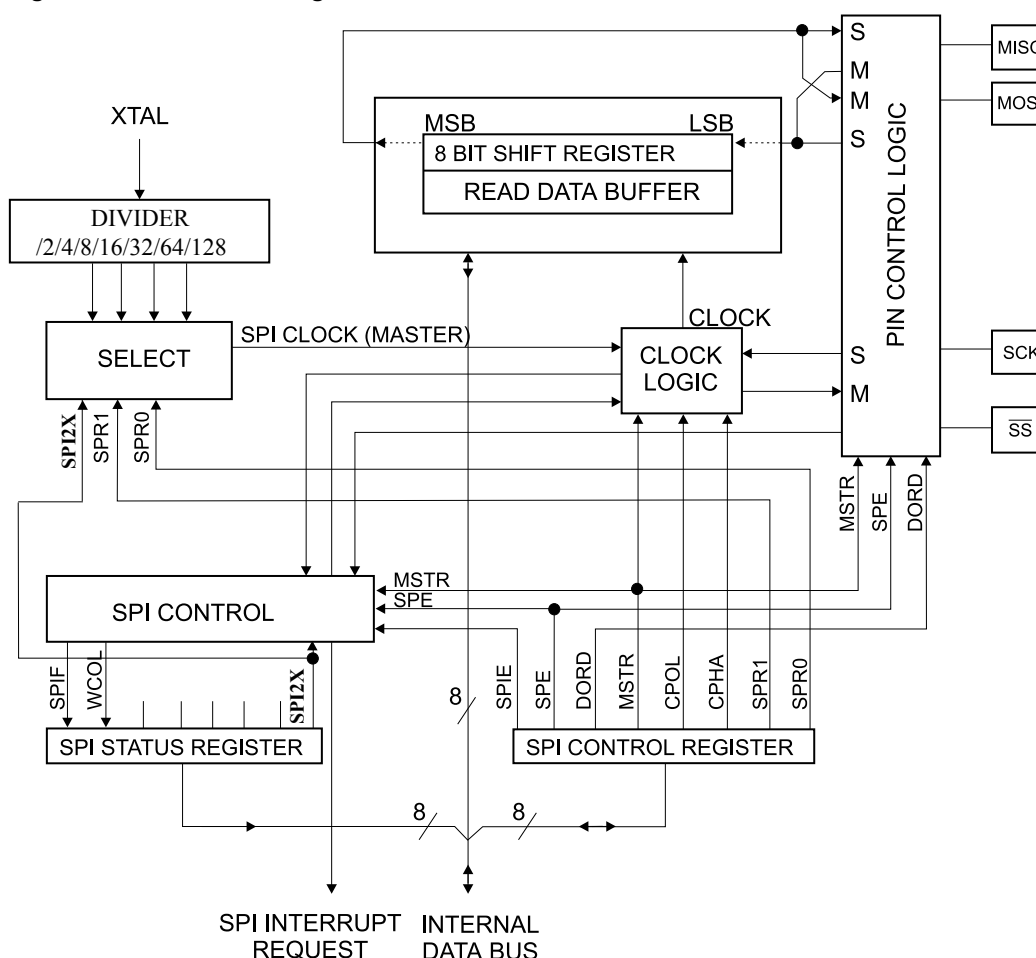 S
MISO
M
M
MOSI
S
MSB
LSB
8 BIT SHIFT REGISTER
READ DATA BUFFER
XTAL
DIVIDER
/2/4/8/16/32/64/128
PIN CONTROL LOGIC
SELECT
SPI CLOCK (MASTER)
CLOCK
CLOCK
LOGIC
S
M
SCK
SS
SPI2X
SPR1
SPR0
MSTR
SPE
DORD
SPI CONTROL
MSTR
SPE
SPIF
WCOL
SPI2X
8
SPIE
SPE
DORD
MSTR
CPOL
CPHA
SPR1
SPR0
SPI STATUS REGISTER
SPI CONTROL REGISTER
8
8
SPI INTERRUPT
REQUEST
INTERNAL
DATA BUS